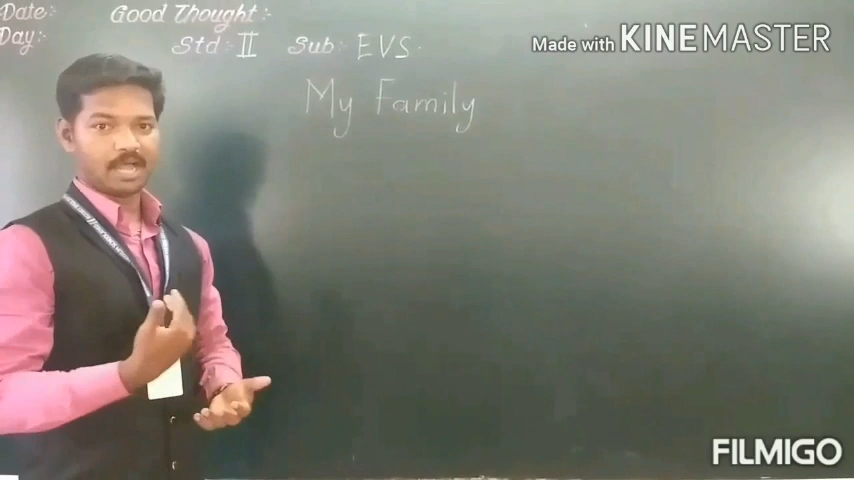 Date:-
Good Thought:-
Day:-
Std:- II Sub:- EVS.
My Family
Made with KINEMASTER
FILMIGO